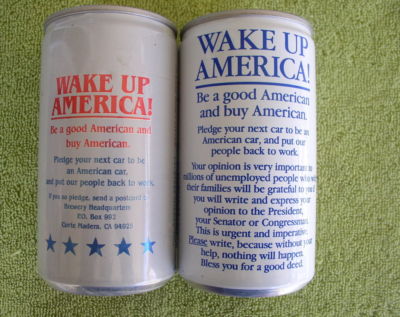 WAKE UP
AMERICA!
Be a good American and
buy American.
Pledge your next car to be
an American car,
and put our people back to work.
If you so pledge, send a postcard to
Brewery Headquarters
P.O. Box 992
Corte Madera, CA 94925
WAKE UP
AMERICA!
Be a good American
and buy American.
Pledge your next car to be an
American car, and put our
people back to work.
Your opinion is very important to
millions of unemployed people who
their families will be grateful to you if
you will write and express your
opinion to the President,
your Senator or Congressman.
This is urgent and imperative.
Please write, because without your
help, nothing will happen.
Bless you for a good deed.